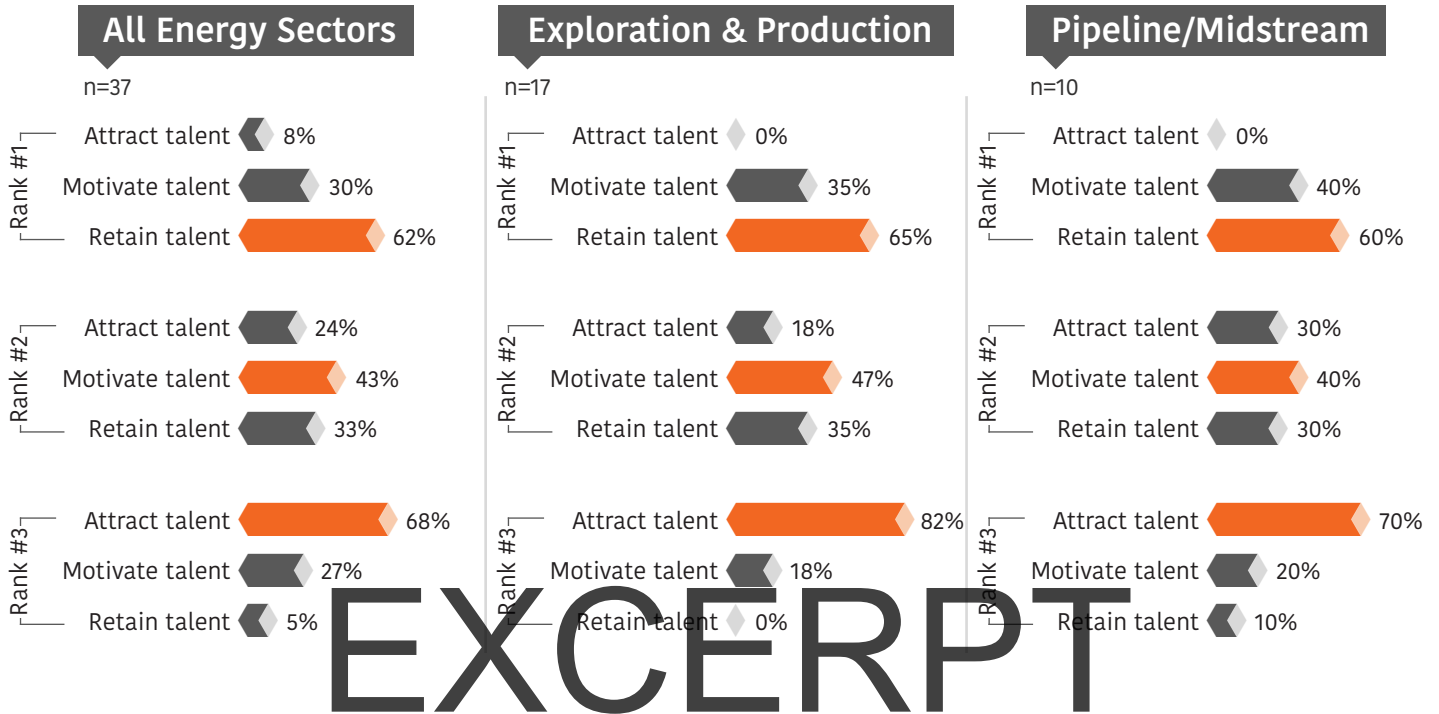 All Energy Sectors
n=37
Rank #1
Attract talent 8%
Motivate talent 30%
Retain talent 62%
Rank #2
Attract talent 24%
Motivate talent 43%
Retain talent 33%
Rank #3
Attract talent 68%
Motivate talent 27%
Retain talent 5%
Exploration & Production
n=17
Rank #1
Attract talent 0%
Motivate talent 35%
Retain talent 65%
Rank #2
Attract talent 18%
Motivate talent 47%
Retain talent 35%
Rank #3
Attract talent 82%
Motivate talent 18%
Retain talent 0%
Pipeline/Midstream
n=10
Rank #1
Attract talent 0%
Motivate talent 40%
Retain talent 60%
Rank #2
Attract talent 30%
Motivate talent 40%
Retain talent 30%
Rank #3
Attract talent 70%
Motivate talent 20%
Retain talent 10%
EXCERPT